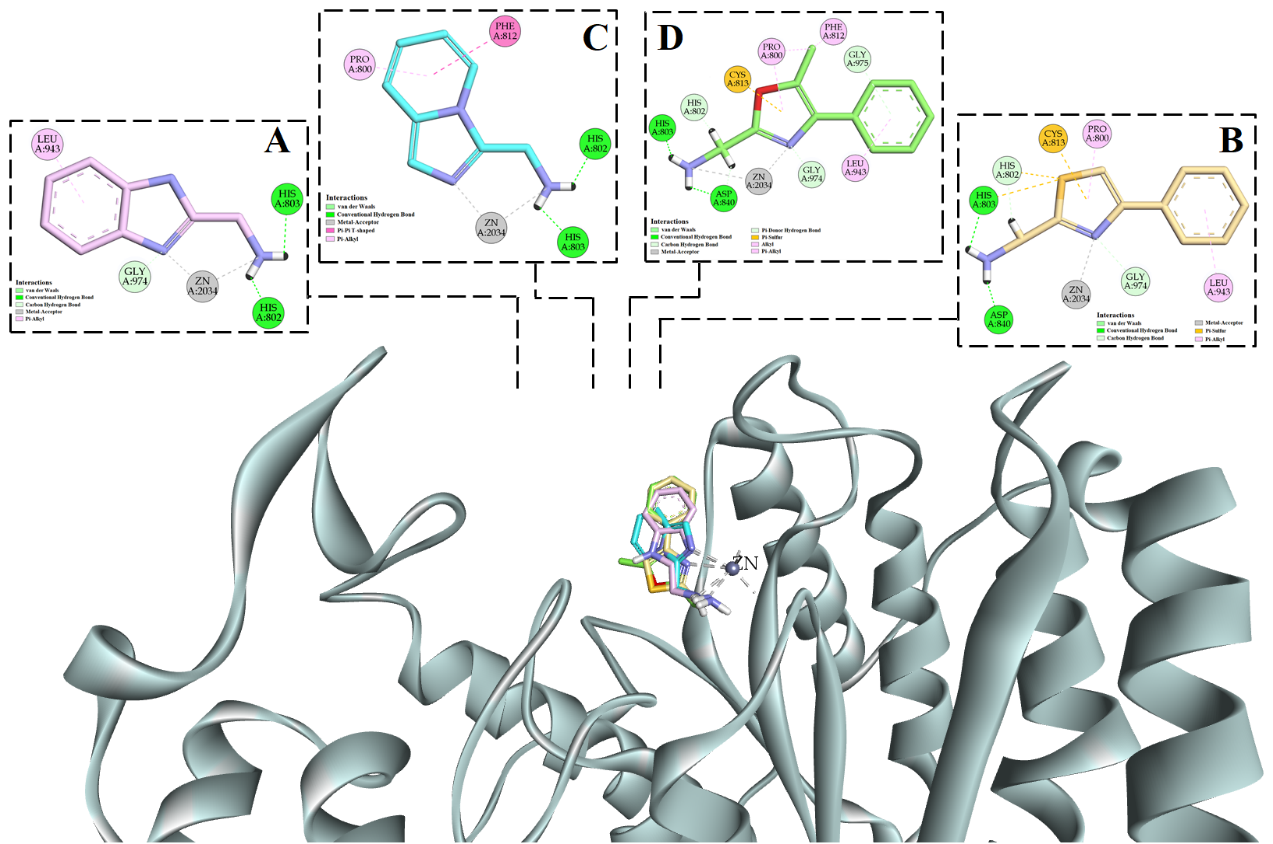 A
LEU
A:943
HIS
A:803
GLY
A:974
ZN
A:2034
HIS
A:802
Interactions
van der Waals
Conventional Hydrogen Bond
Carbon Hydrogen Bond
Metal-Acceptor
Pi-Alkyl
C
PHE
A:812
PRO
A:800
HIS
A:802
ZN
A:2034
HIS
A:803
Interactions
van der Waals
Conventional Hydrogen Bond
Metal-Acceptor
Pi-Pi T-shaped
Pi-Alkyl
D
PHE
A:812
PRO
A:800
GLY
A:975
CYS
A:813
HIS
A:802
HIS
A:803
ZN
A:2034
GLY
A:974
LEU
A:943
ASP
A:840
Interactions
van der Waals
Conventional Hydrogen Bond
Carbon Hydrogen Bond
Metal-Acceptor
Pi-Donor Hydrogen Bond
Pi-Sulfur
Alkyl
Pi-Alkyl
B
CYS
A:813
PRO
A:800
HIS
A:802
HIS
A:803
ZN
A:2034
GLY
A:974
LEU
A:943
ASP
A:840
Interactions
van der Waals
Conventional Hydrogen Bond
Carbon Hydrogen Bond
Metal-Acceptor
Pi-Sulfur
Pi-Alkyl
ZN